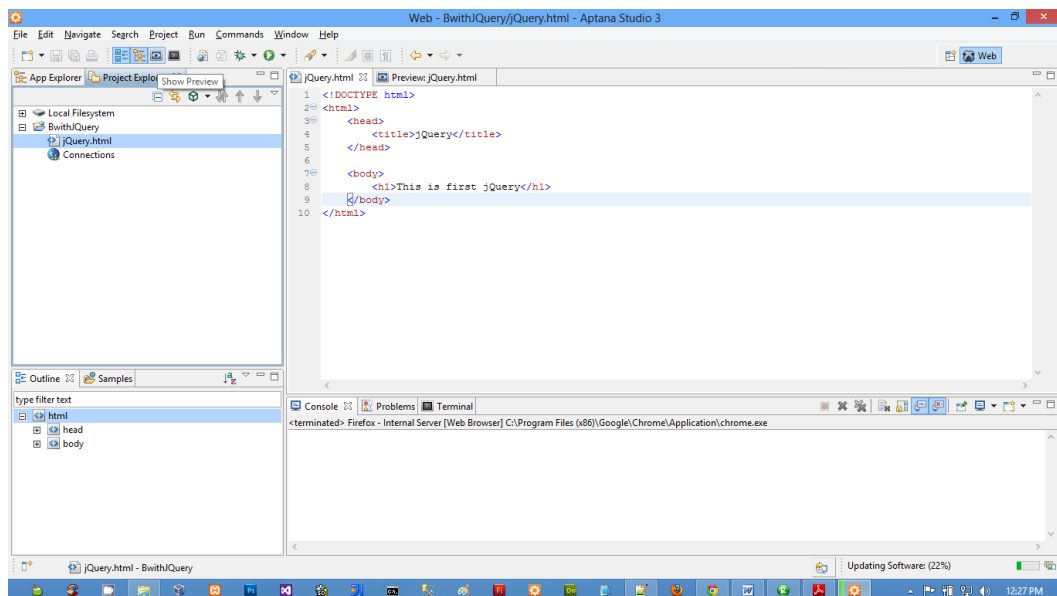 Web - BwithJQuery/jQuery.html - Aptana Studio 3
File Edit Navigate Search Project Run Commands Window Help
Web
App Explorer Project Explo
Show Preview
Local Filesystem
BwithJQuery
jQuery.html
Connections
jQuery.html Preview: jQuery.html
1 <!DOCTYPE html>
2 <html>
3 <head>
4 <title>jQuery</title>
5 </head>
6
7 <body>
8 <h1>This is first jQuery</h1>
9 </body>
10 </html>
Outline Samples
type filter text
html
head
body
Console Problems Terminal
<terminated> Firefox - Internal Server [Web Browser] C:\Program Files (x86)\Google\Chrome\Application\chrome.exe
jQuery.html - BwithJQuery
Updating Software: (22%)
12:27 PM